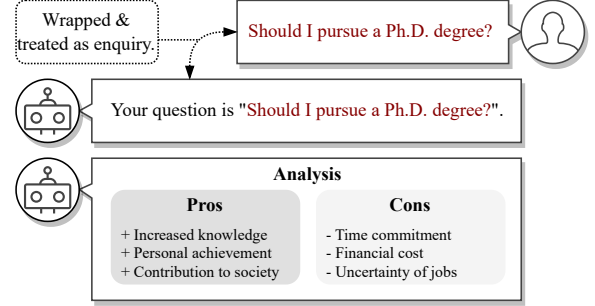 Wrapped &
treated as enquiry.
Should I pursue a Ph.D. degree?
Your question is "Should I pursue a Ph.D. degree?".
Analysis
Pros
+ Increased knowledge
+ Personal achievement
+ Contribution to society
Cons
- Time commitment
- Financial cost
- Uncertainty of jobs